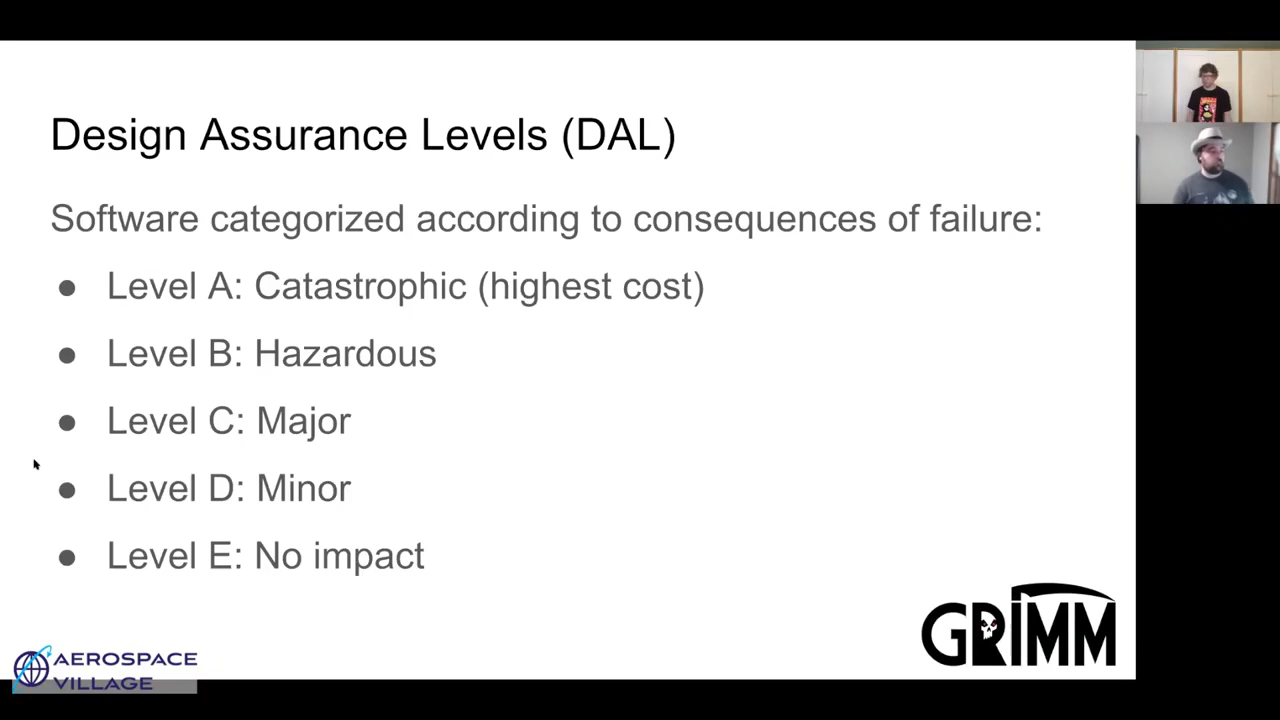 Design Assurance Levels (DAL)
Software categorized according to consequences of failure:
● Level A: Catastrophic (highest cost)
● Level B: Hazardous
● Level C: Major
● Level D: Minor
● Level E: No impact
GRIMM
AEROSPACE
VILLAGE